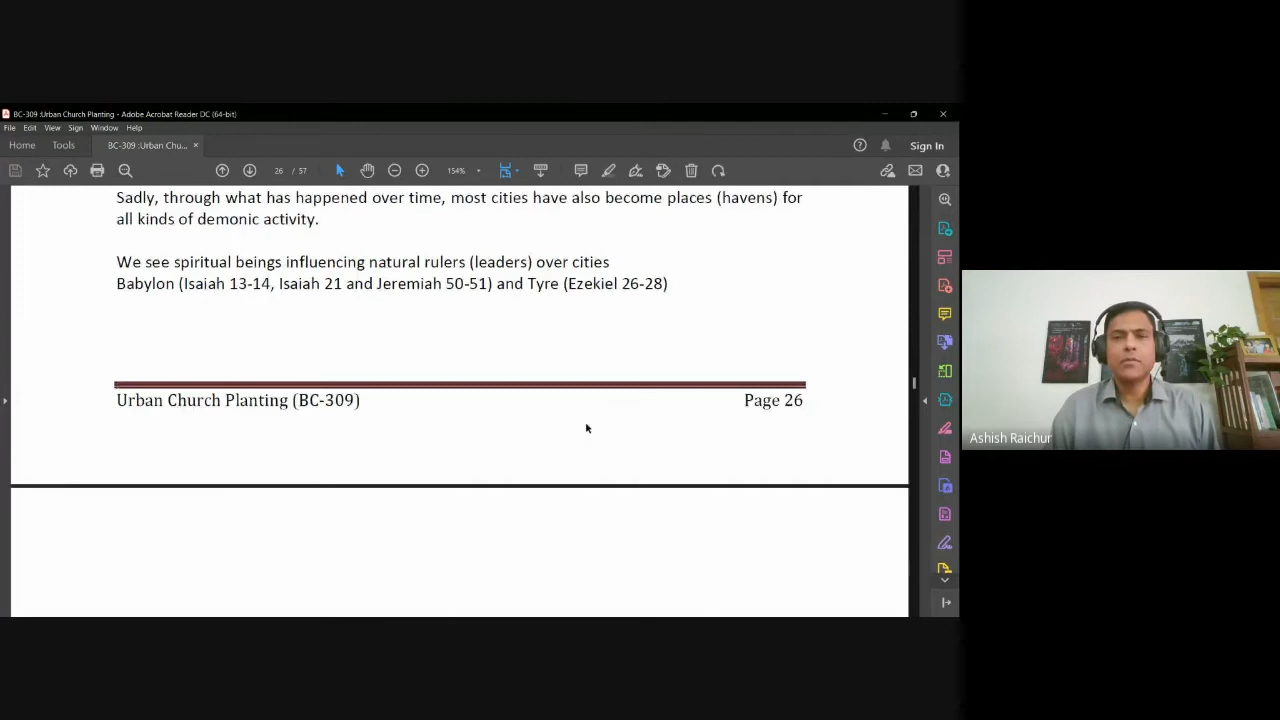 BC-309 :Urban Church Planting - Adobe Acrobat Reader DC (64-bit)
File Edit View Sign Window Help
Home Tools BC-309 :Urban Chu... × Sign In
26 / 57 154%
Sadly, through what has happened over time, most cities have also become places (havens) for
all kinds of demonic activity.
We see spiritual beings influencing natural rulers (leaders) over cities
Babylon (Isaiah 13-14, Isaiah 21 and Jeremiah 50-51) and Tyre (Ezekiel 26-28)
Urban Church Planting (BC-309) Page 26
Ashish Raichur